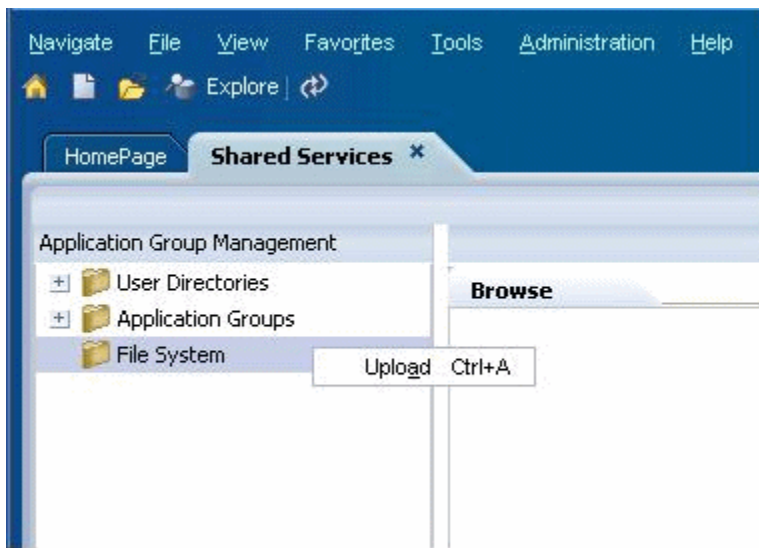 Navigate File View Favorites Tools Administration Help
Explore
HomePage Shared Services
Application Group Management
User Directories
Browse
Application Groups
File System
Upload Ctrl+A